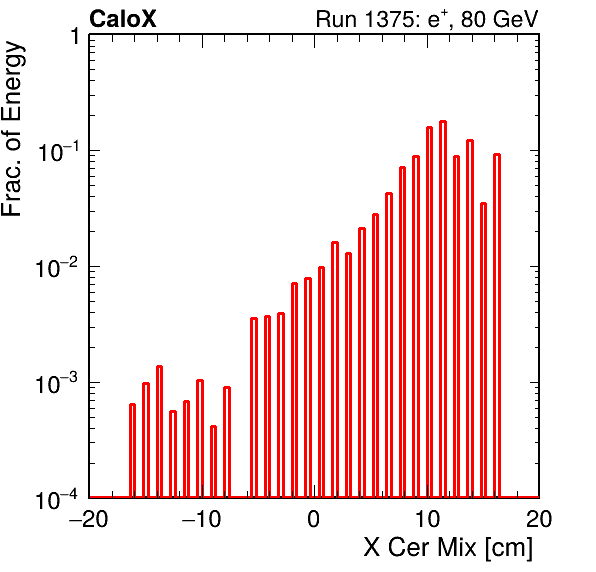 CaloX Run 1375: e⁺, 80 GeV
Frac. of Energy
1
10⁻¹
10⁻²
10⁻³
10⁻⁴
−20 −10 0 10 20
X Cer Mix [cm]